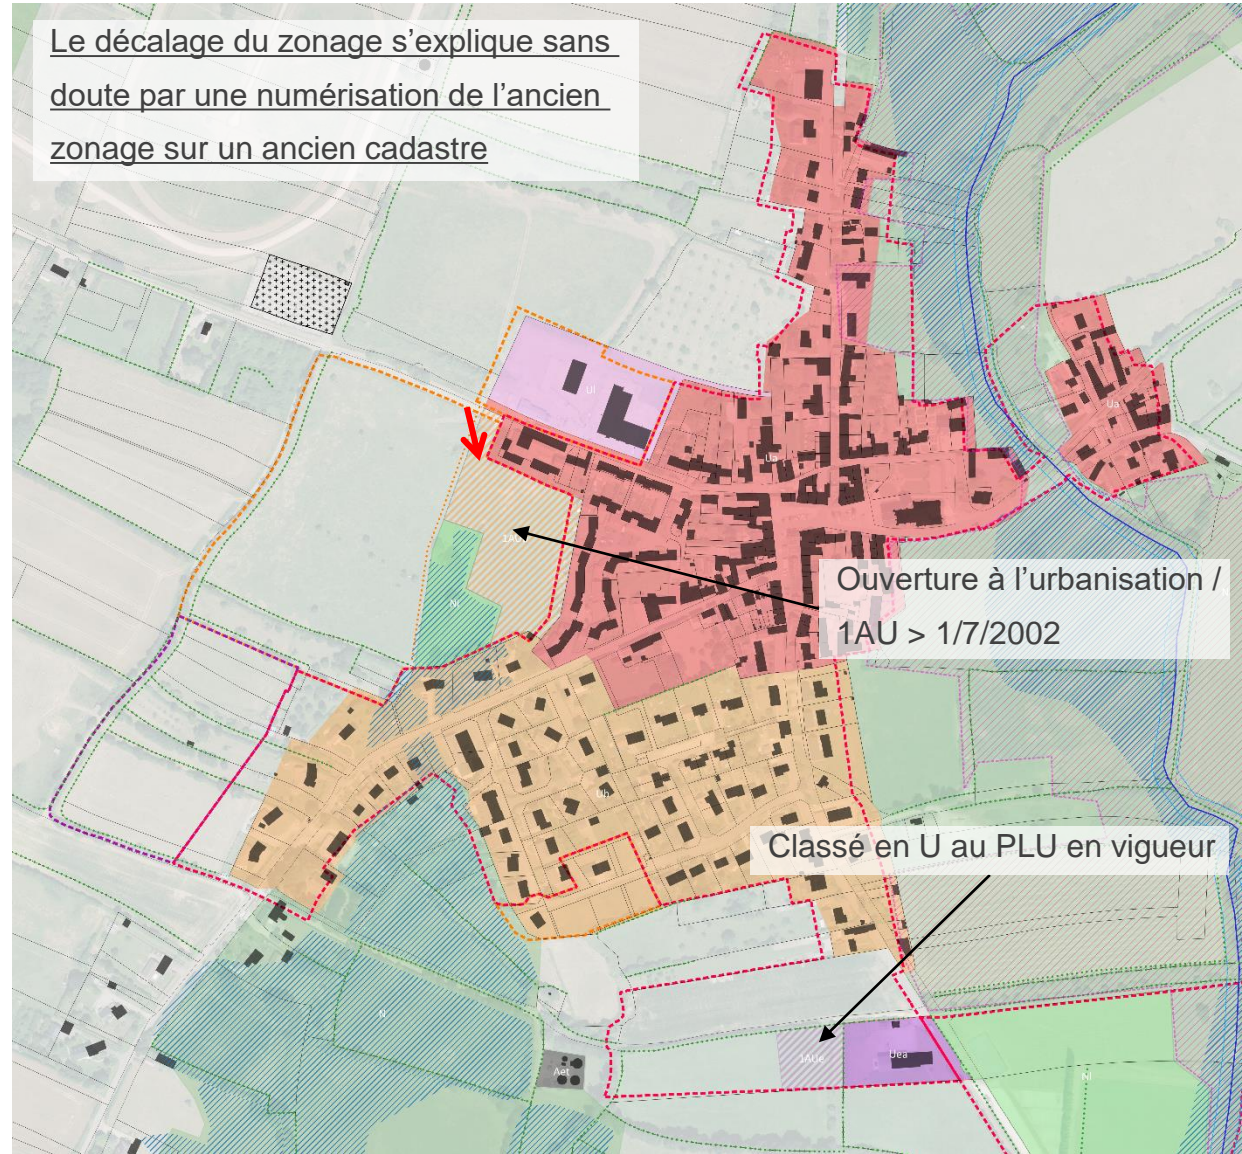 Le décalage du zonage s’explique sans
doute par une numérisation de l’ancien
zonage sur un ancien cadastre
Ui
Ua
Ua
Nl
Ouverture à l’urbanisation /
1AU > 1/7/2002
Ub
Classé en U au PLU en vigueur
N
1AUe
Uea
Aet
Nl